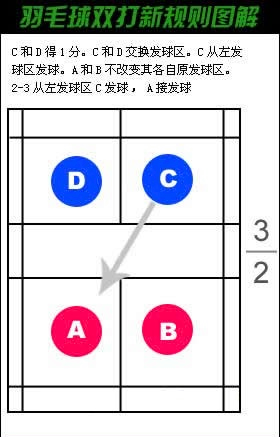 羽毛球双打新规则图解
C和D得1分。C和D交换发球区。C从左发
球区发球。A和B不改变其各自原发球区。
2-3从左发球区C发球， A接发球
D
C
3
2
A
B